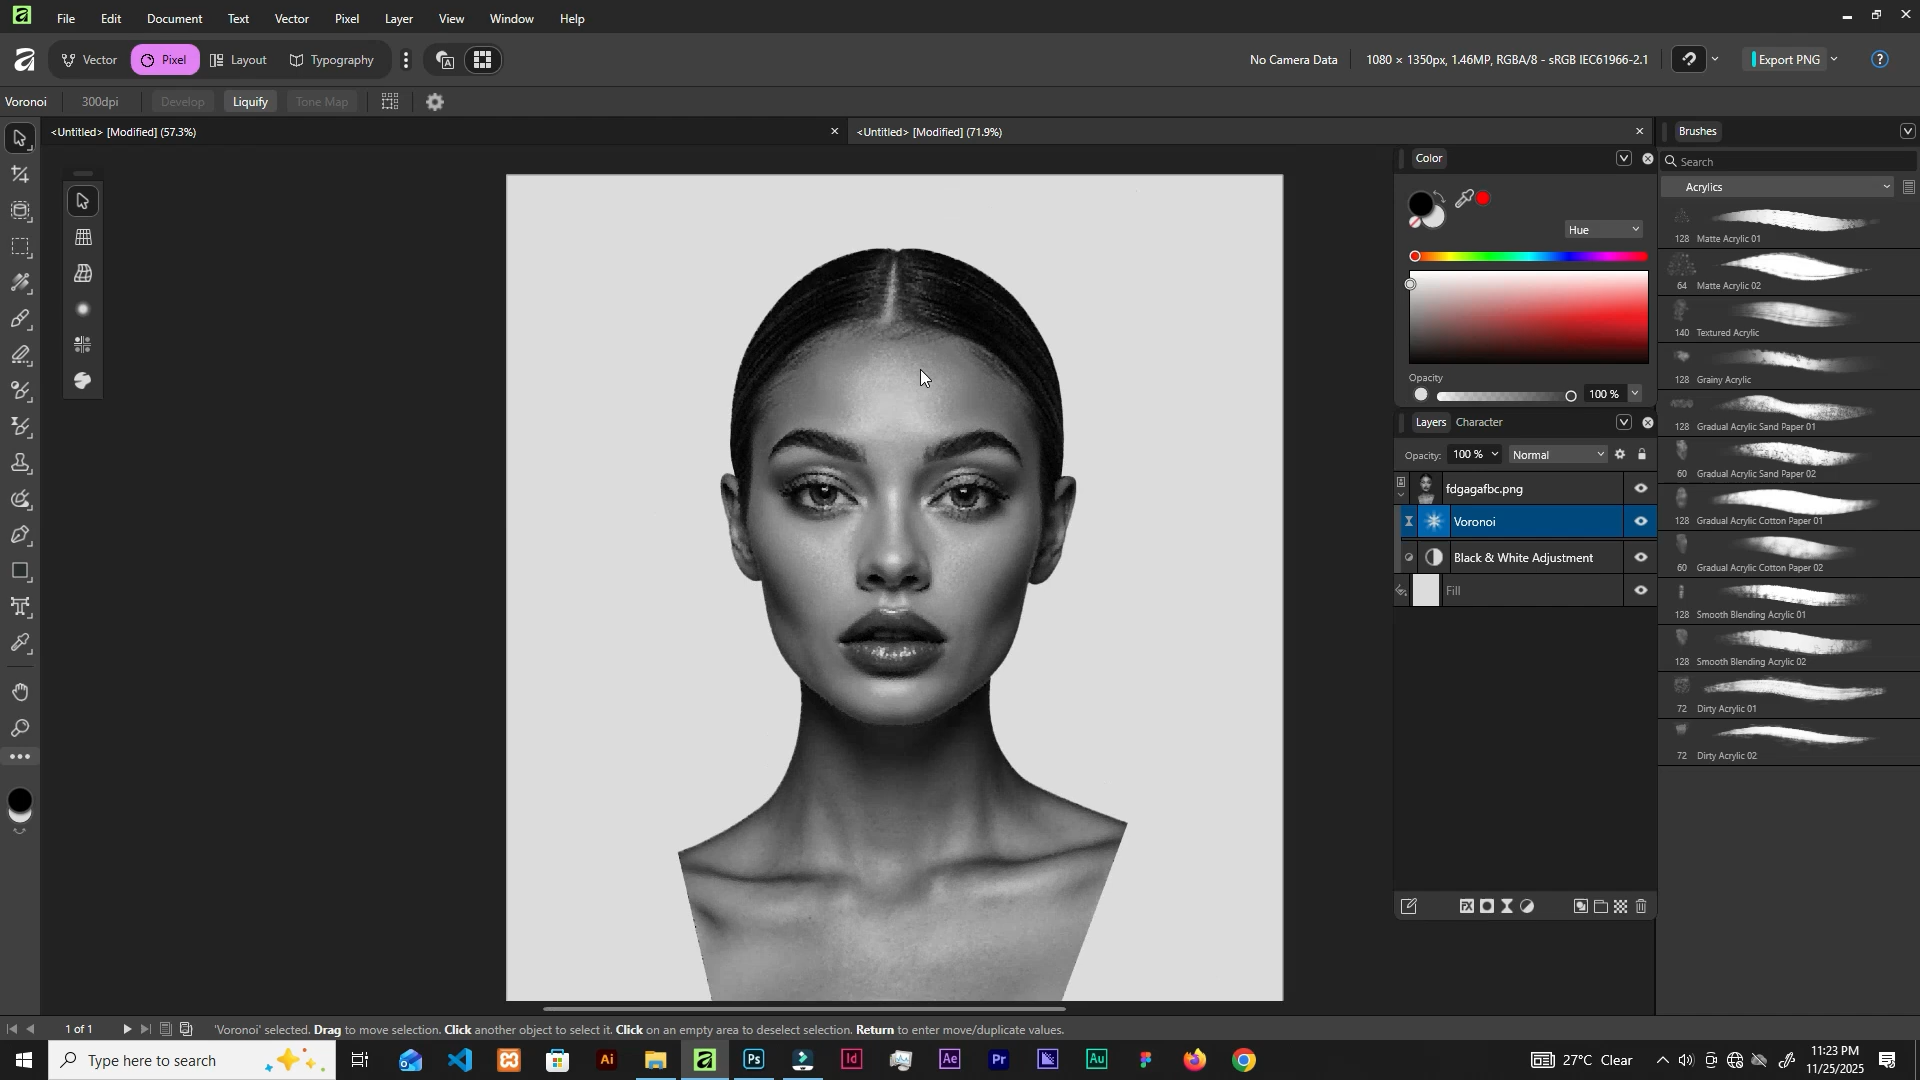 File Edit Document Text Vector Pixel Layer View Window Help
Vector Pixel Layout Typography No Camera Data 1080 × 1350px, 1.46MP, RGBA/8 - sRGB IEC61966-2.1 Export PNG
Voronoi 300dpi Develop Liquify Tone Map
<Untitled> [Modified] (57.3%) <Untitled> [Modified] (71.9%)
Brushes
Search
Acrylics
128 Matte Acrylic 01
64 Matte Acrylic 02
140 Textured Acrylic
128 Grainy Acrylic
128 Gradual Acrylic Sand Paper 01
60 Gradual Acrylic Sand Paper 02
128 Gradual Acrylic Cotton Paper 01
60 Gradual Acrylic Cotton Paper 02
128 Smooth Blending Acrylic 01
128 Smooth Blending Acrylic 02
72 Dirty Acrylic 01
72 Dirty Acrylic 02
Color
Hue
Opacity
100 %
Layers Character
Opacity: 100 % Normal
fdgagafbc.png
Voronoi
Black & White Adjustment
Fill
FX
1 of 1 'Voronoi' selected. Drag to move selection. Click another object to select it. Click on an empty area to deselect selection. Return to enter move/duplicate values.
Type here to search
Ai Ps Id Ae Pr Au
27°C Clear
11:23 PM
11/25/2025